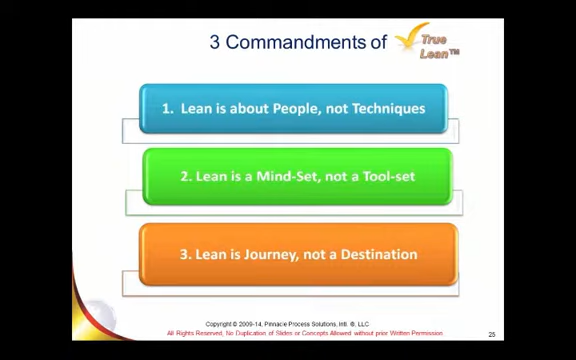 3 Commandments of
True
Lean™
1. Lean is about People, not Techniques
2. Lean is a Mind-Set, not a Tool-set
3. Lean is Journey, not a Destination
Copyright © 2009-14, Pinnacle Process Solutions, Intl. ®, LLC
All Rights Reserved, No Duplication of Slides or Concepts Allowed without prior Written Permission.
25